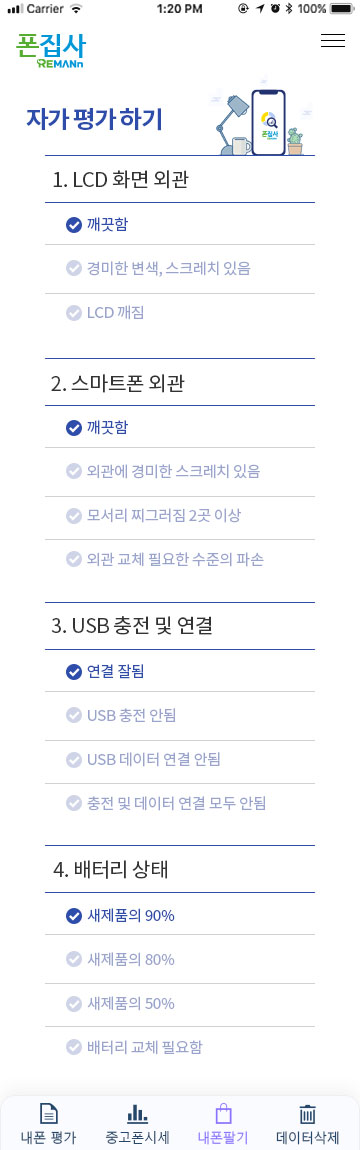 Carrier 1:20 PM 100%
폰집사
REMANn
자가 평가 하기
폰집사
1. LCD 화면 외관
깨끗함
경미한 변색, 스크레치 있음
LCD 깨짐
2. 스마트폰 외관
깨끗함
외관에 경미한 스크레치 있음
모서리 찌그러짐 2곳 이상
외관 교체 필요한 수준의 파손
3. USB 충전 및 연결
연결 잘됨
USB 충전 안됨
USB 데이터 연결 안됨
충전 및 데이터 연결 모두 안됨
4. 배터리 상태
새제품의 90%
새제품의 80%
새제품의 50%
배터리 교체 필요함
내폰 평가 중고폰시세 내폰팔기 데이터삭제